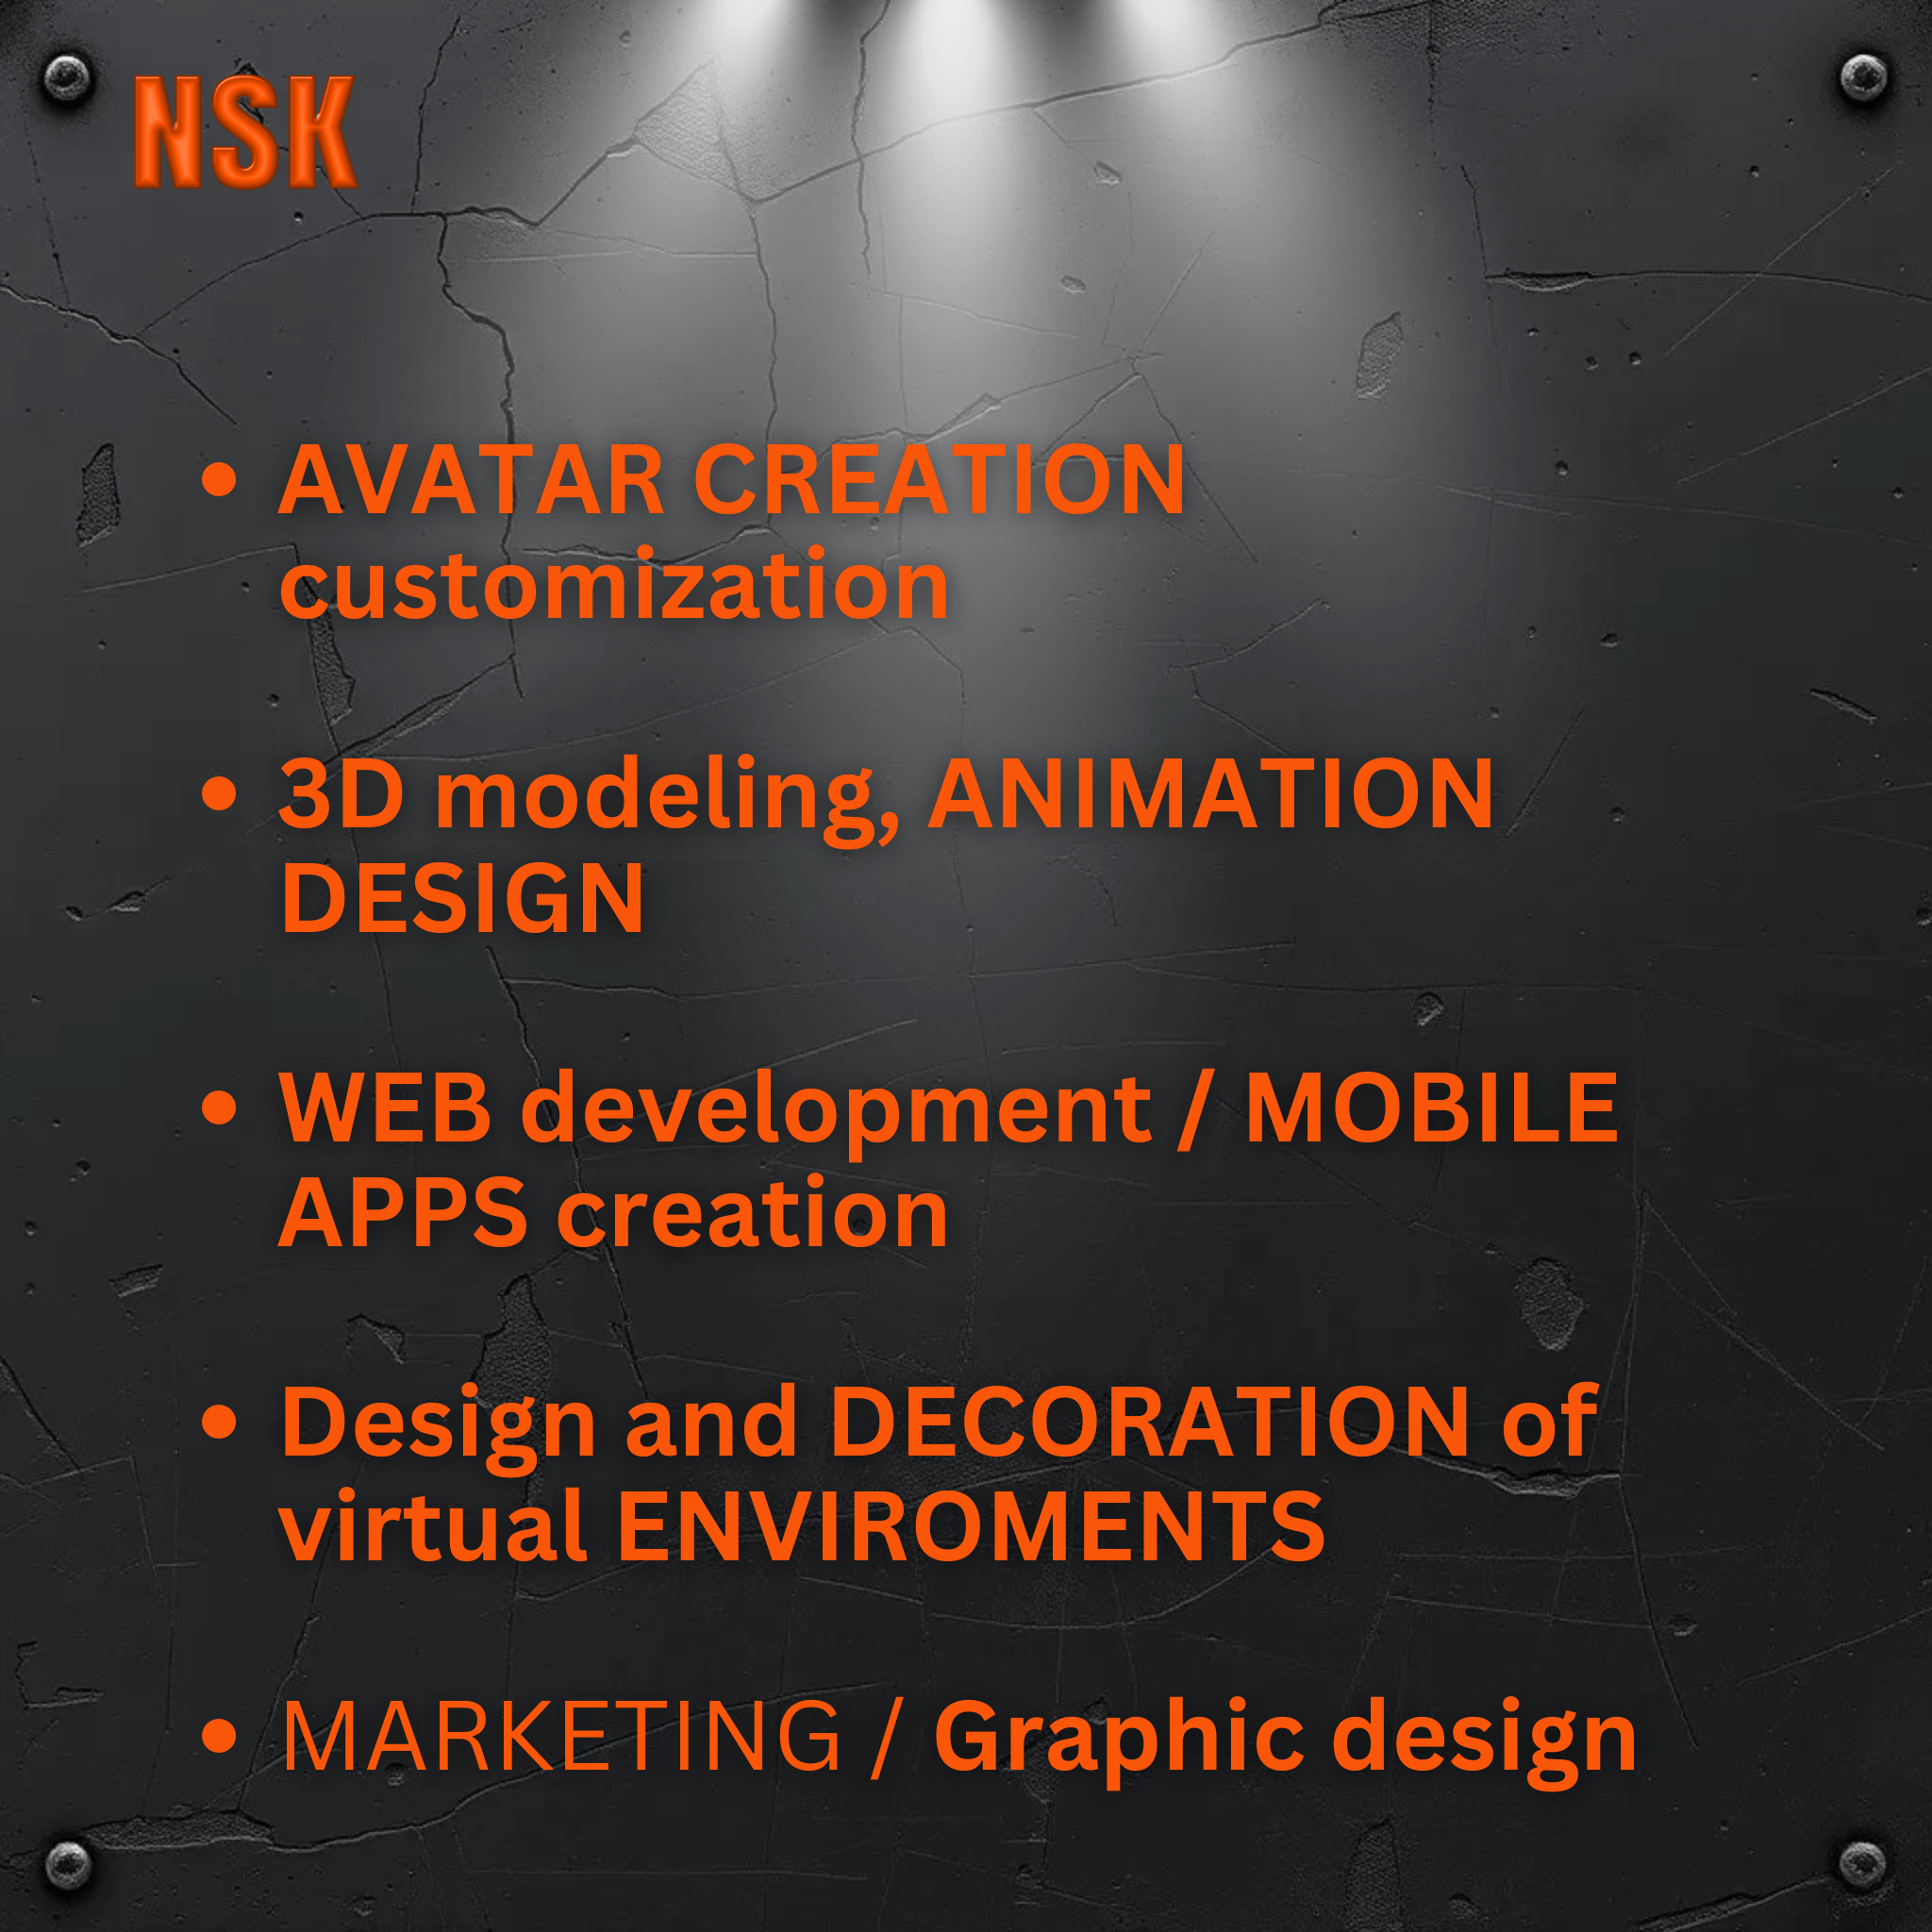 NSK
• AVATAR CREATION
customization
• 3D modeling, ANIMATION
DESIGN
• WEB development / MOBILE
APPS creation
• Design and DECORATION of
virtual ENVIROMENTS
• MARKETING / Graphic design